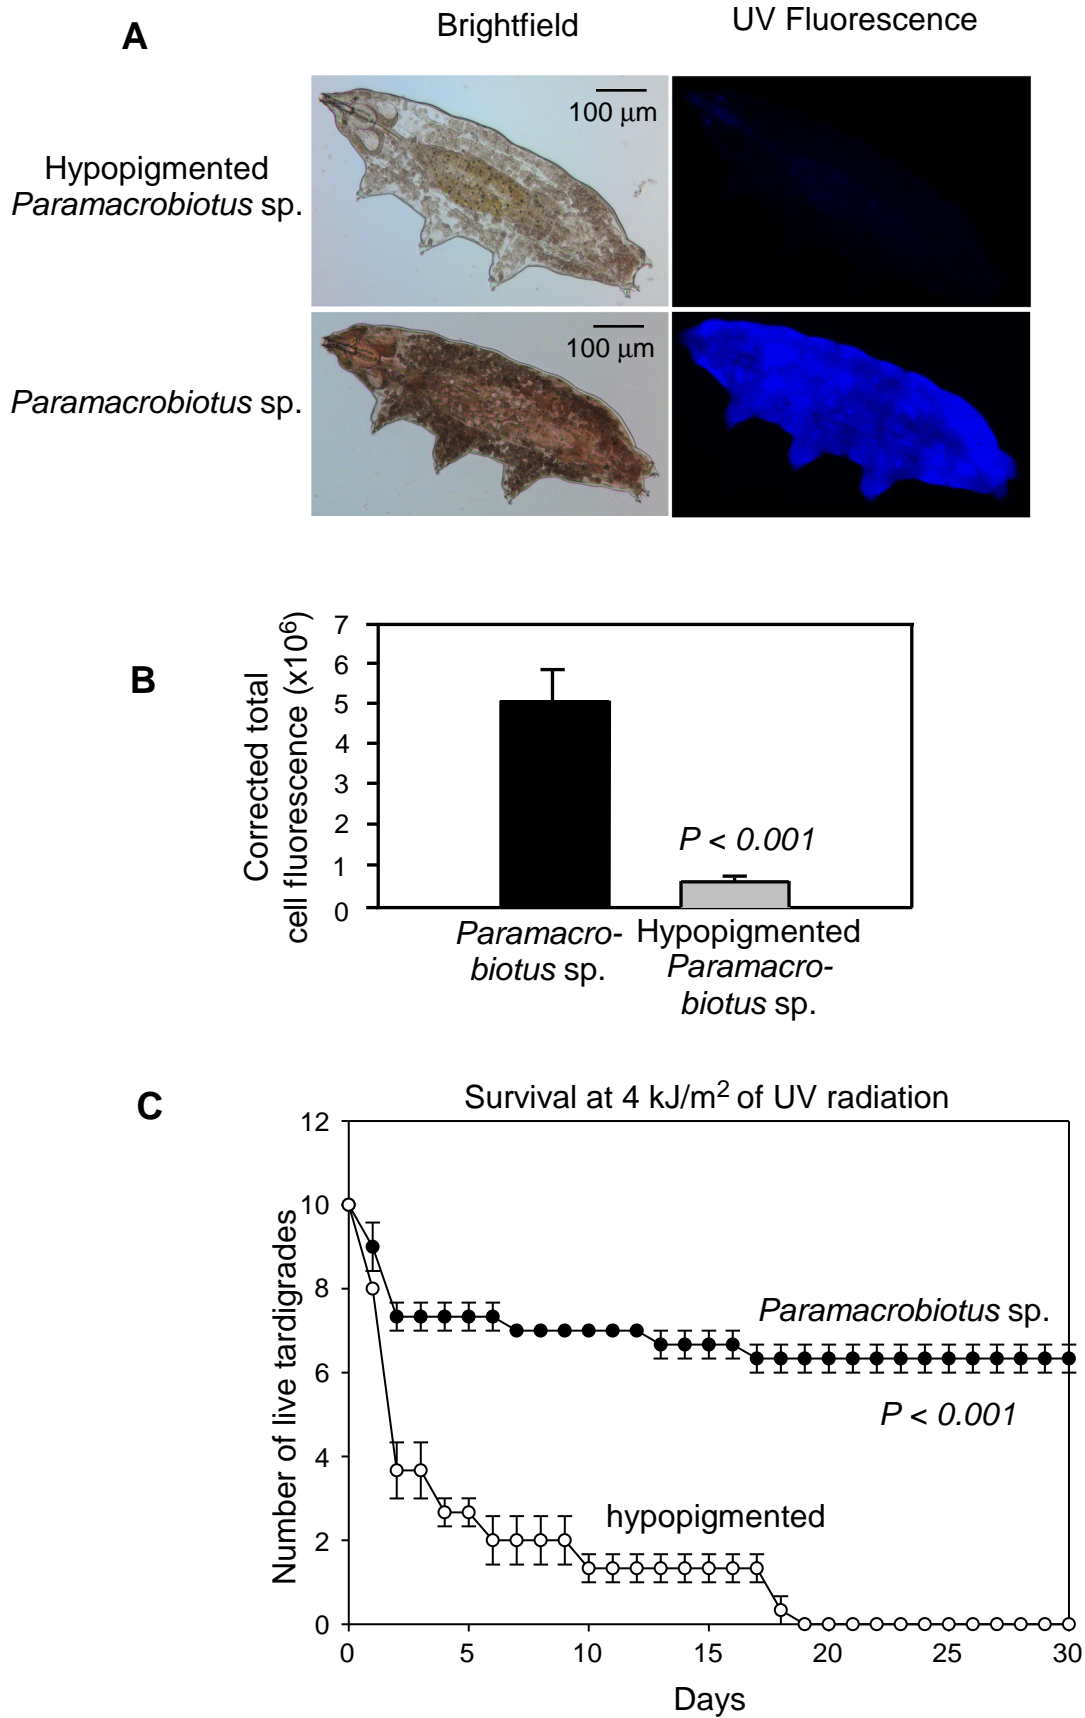 A
Brightfield
UV Fluorescence
Hypopigmented
Paramacrobiotus sp.
100 μm
Paramacrobiotus sp.
100 μm
B
Corrected total
cell fluorescence (x10⁶)
7
6
5
4
3
2
1
0
P < 0.001
Paramacro-
biotus sp.
Hypopigmented
Paramacro-
biotus sp.
C
Survival at 4 kJ/m² of UV radiation
Number of live tardigrades
12
10
8
6
4
2
0
Paramacrobiotus sp.
P < 0.001
hypopigmented
0 5 10 15 20 25 30
Days